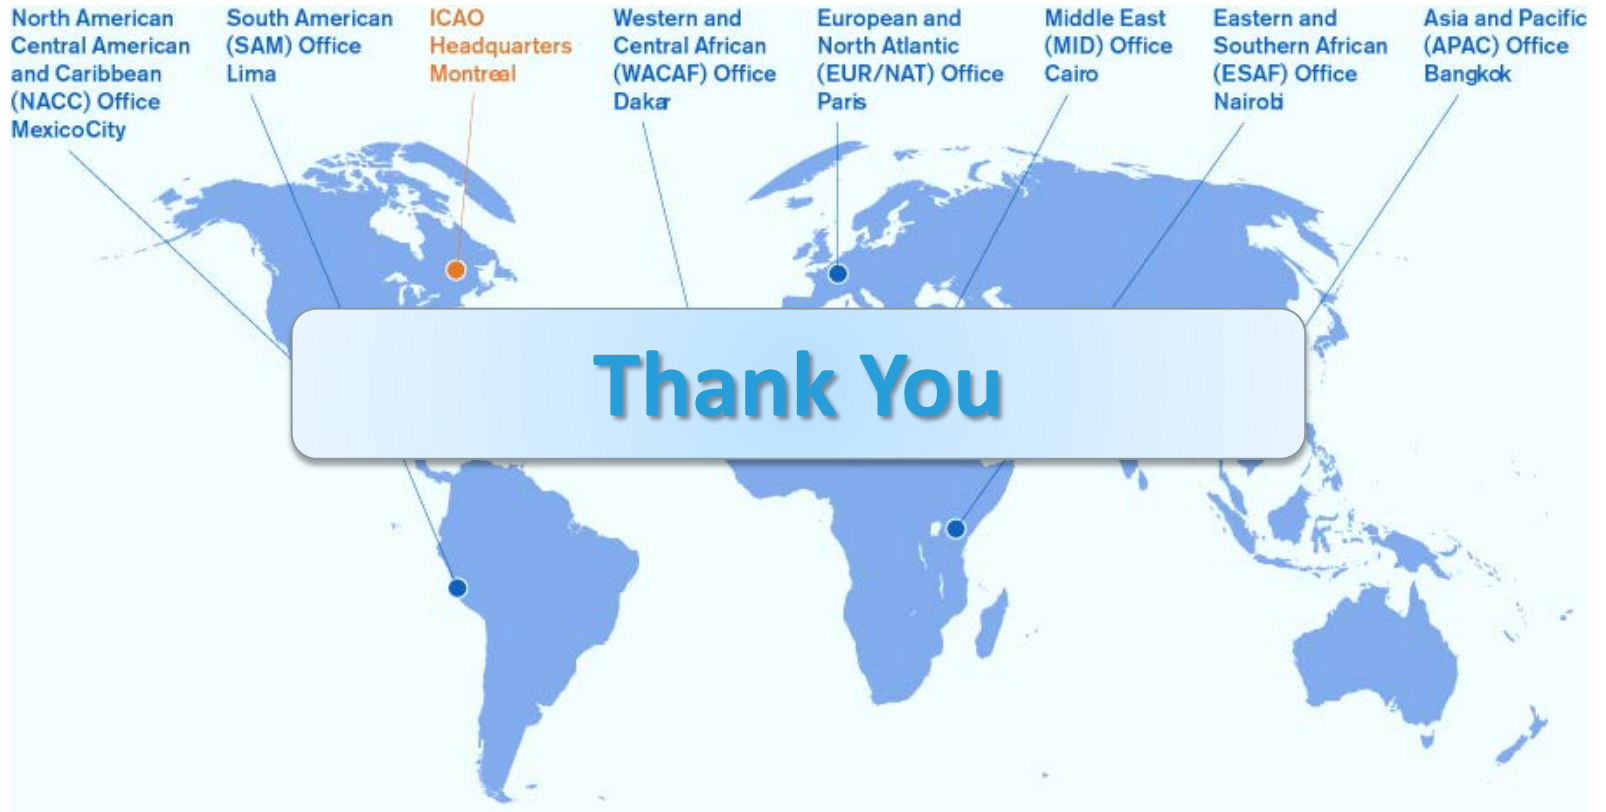 North American
Central American
and Caribbean
(NACC) Office
MexicoCity
South American
(SAM) Office
Lima
ICAO
Headquarters
Montreal
Western and
Central African
(WACAF) Office
Dakar
European and
North Atlantic
(EUR/NAT) Office
Paris
Middle East
(MID) Office
Cairo
Eastern and
Southern African
(ESAF) Office
Nairobi
Asia and Pacific
(APAC) Office
Bangkok
Thank You